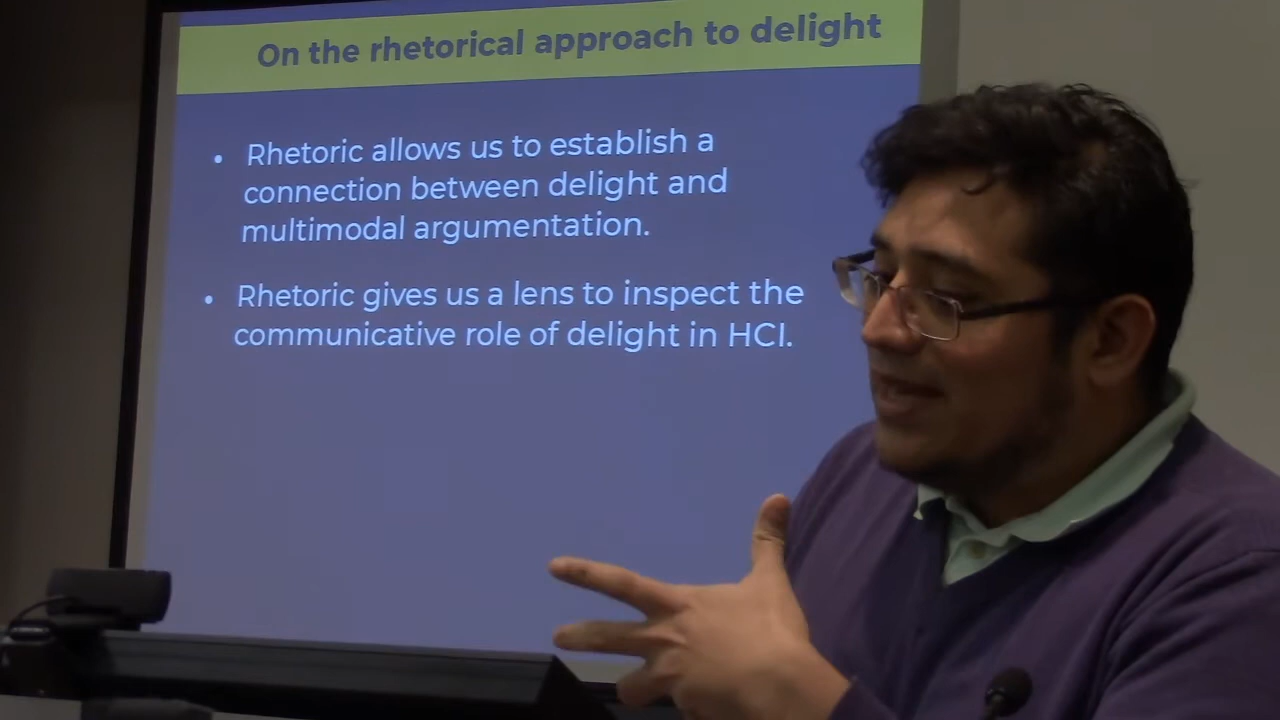 On the rhetorical approach to delight
• Rhetoric allows us to establish a
connection between delight and
multimodal argumentation.
• Rhetoric gives us a lens to inspect the
communicative role of delight in HCI.